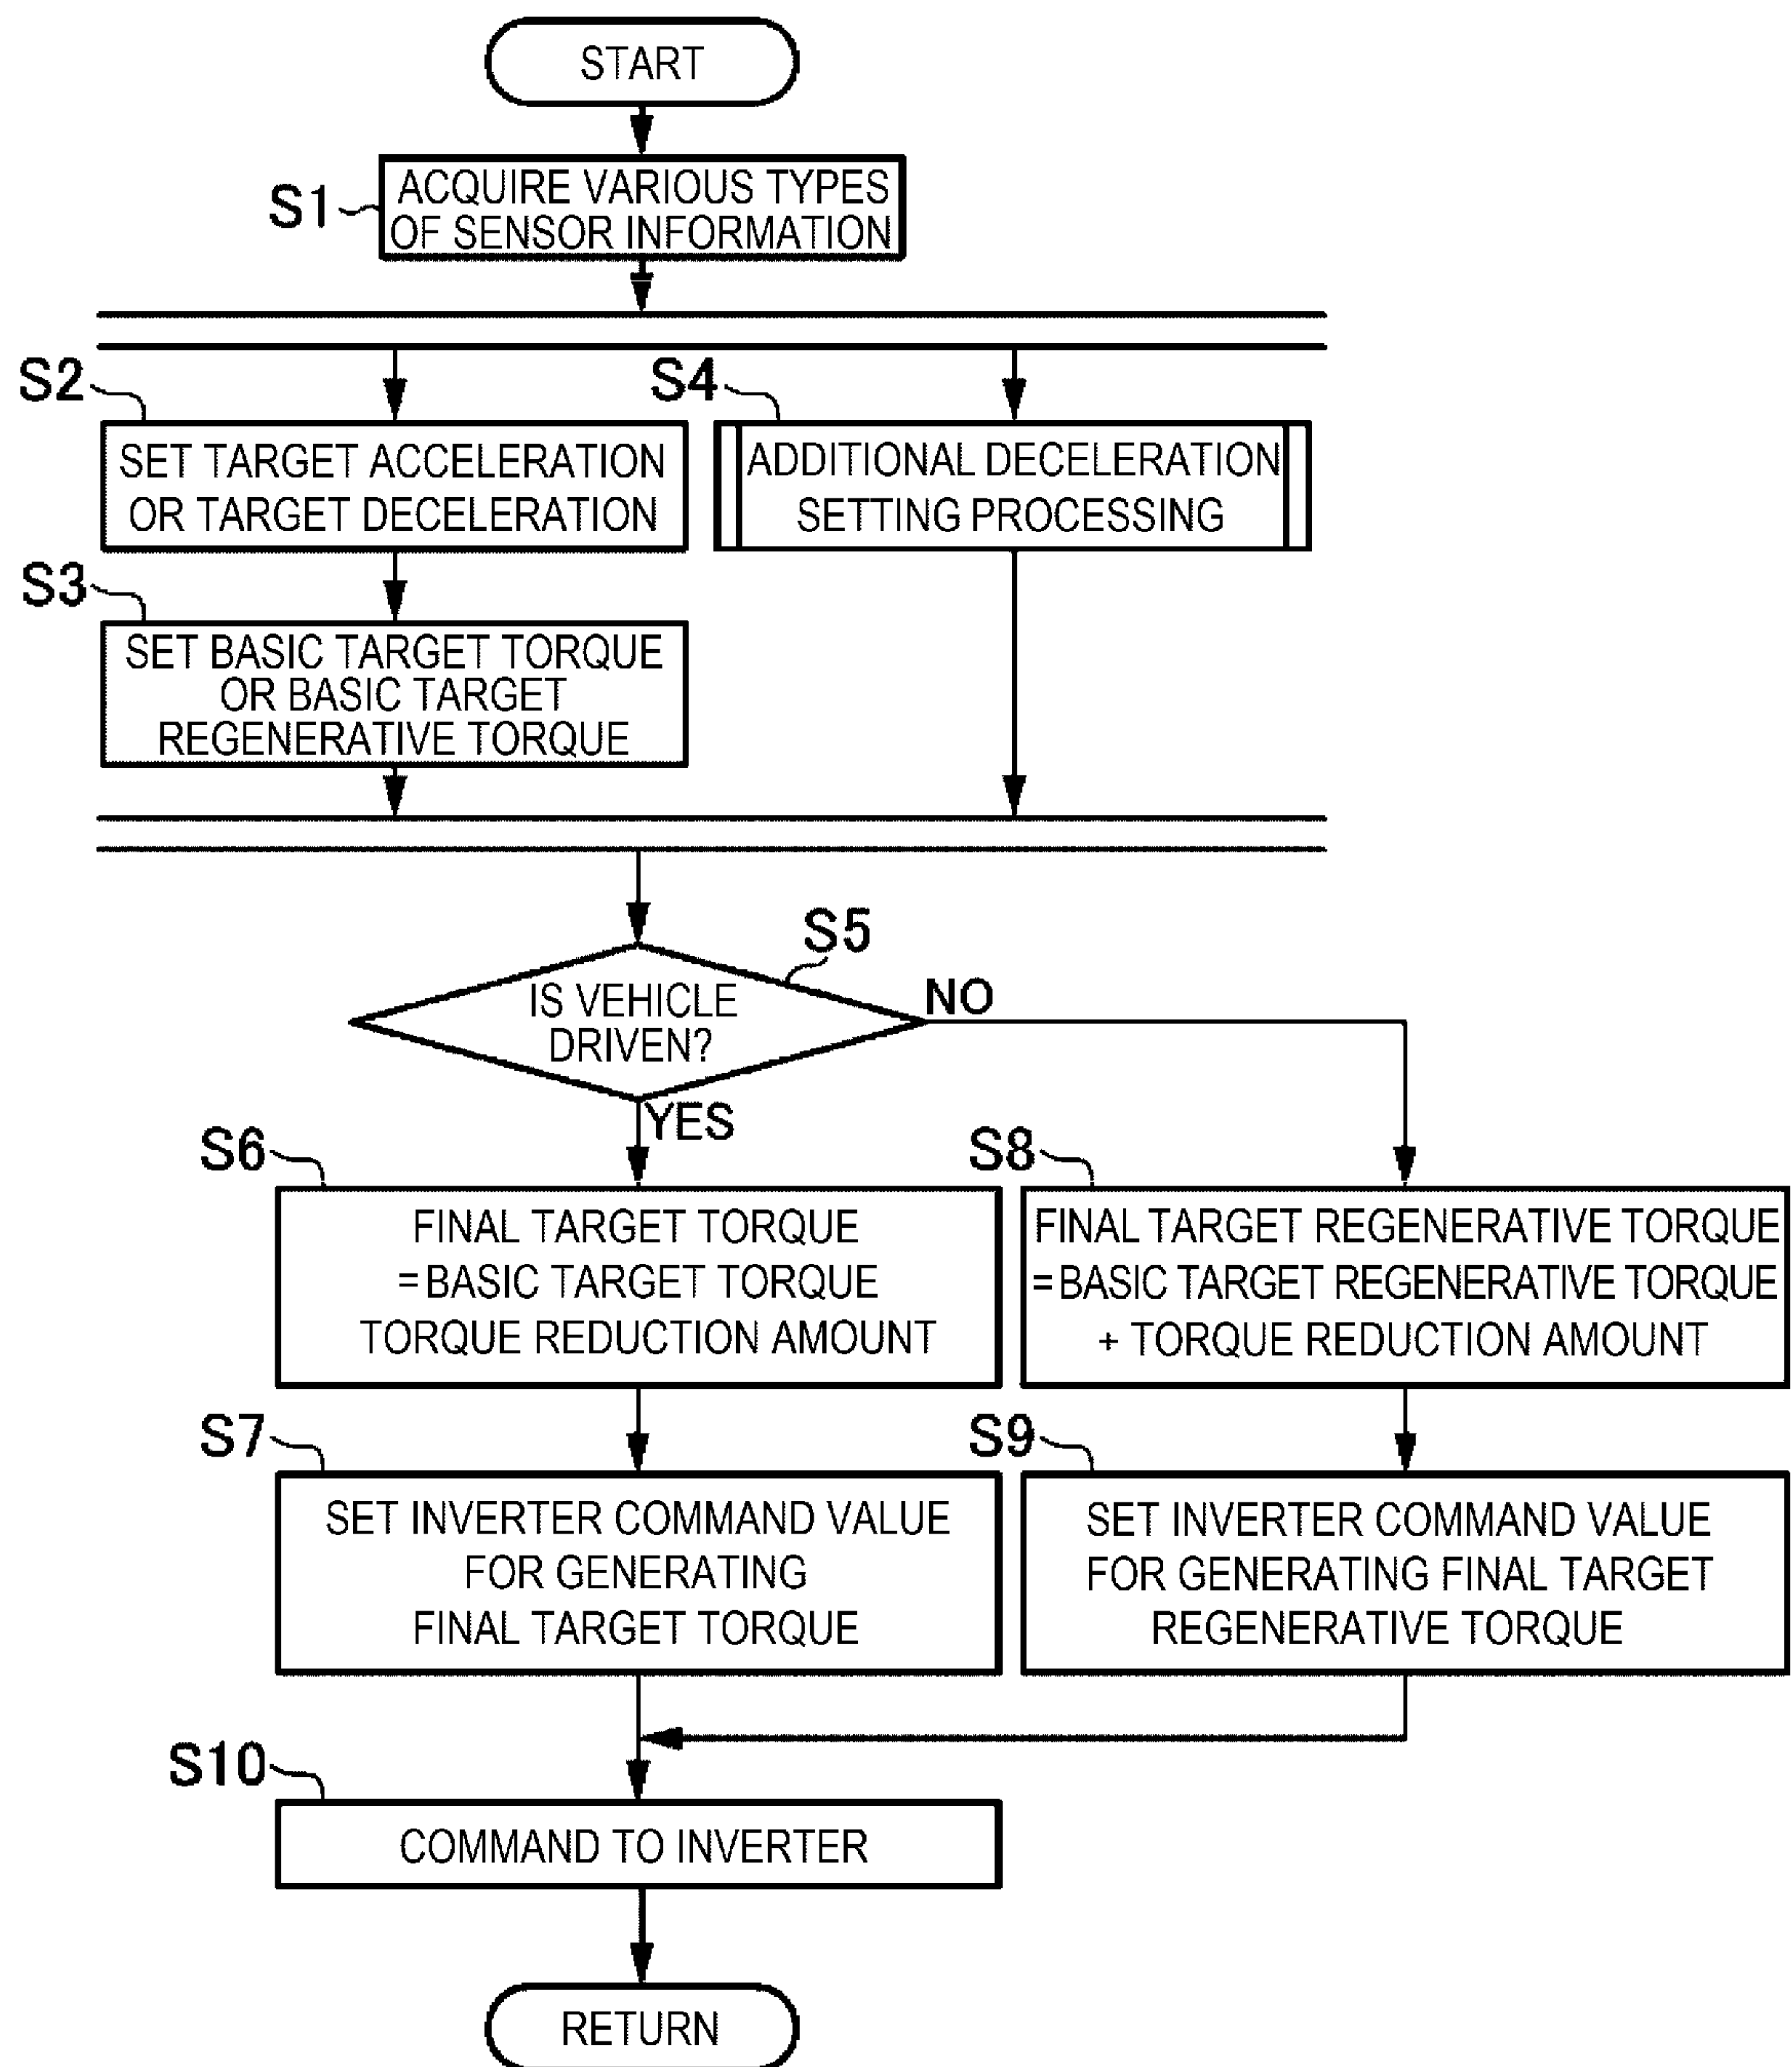 START
S1
ACQUIRE VARIOUS TYPES
OF SENSOR INFORMATION
S2
SET TARGET ACCELERATION
OR TARGET DECELERATION
S4
ADDITIONAL DECELERATION
SETTING PROCESSING
S3
SET BASIC TARGET TORQUE
OR BASIC TARGET
REGENERATIVE TORQUE
S5
IS VEHICLE
DRIVEN?
NO
YES
S6
FINAL TARGET TORQUE
=BASIC TARGET TORQUE
TORQUE REDUCTION AMOUNT
S8
FINAL TARGET REGENERATIVE TORQUE
=BASIC TARGET REGENERATIVE TORQUE
+ TORQUE REDUCTION AMOUNT
S7
SET INVERTER COMMAND VALUE
FOR GENERATING
FINAL TARGET TORQUE
S9
SET INVERTER COMMAND VALUE
FOR GENERATING FINAL TARGET
REGENERATIVE TORQUE
S10
COMMAND TO INVERTER
RETURN